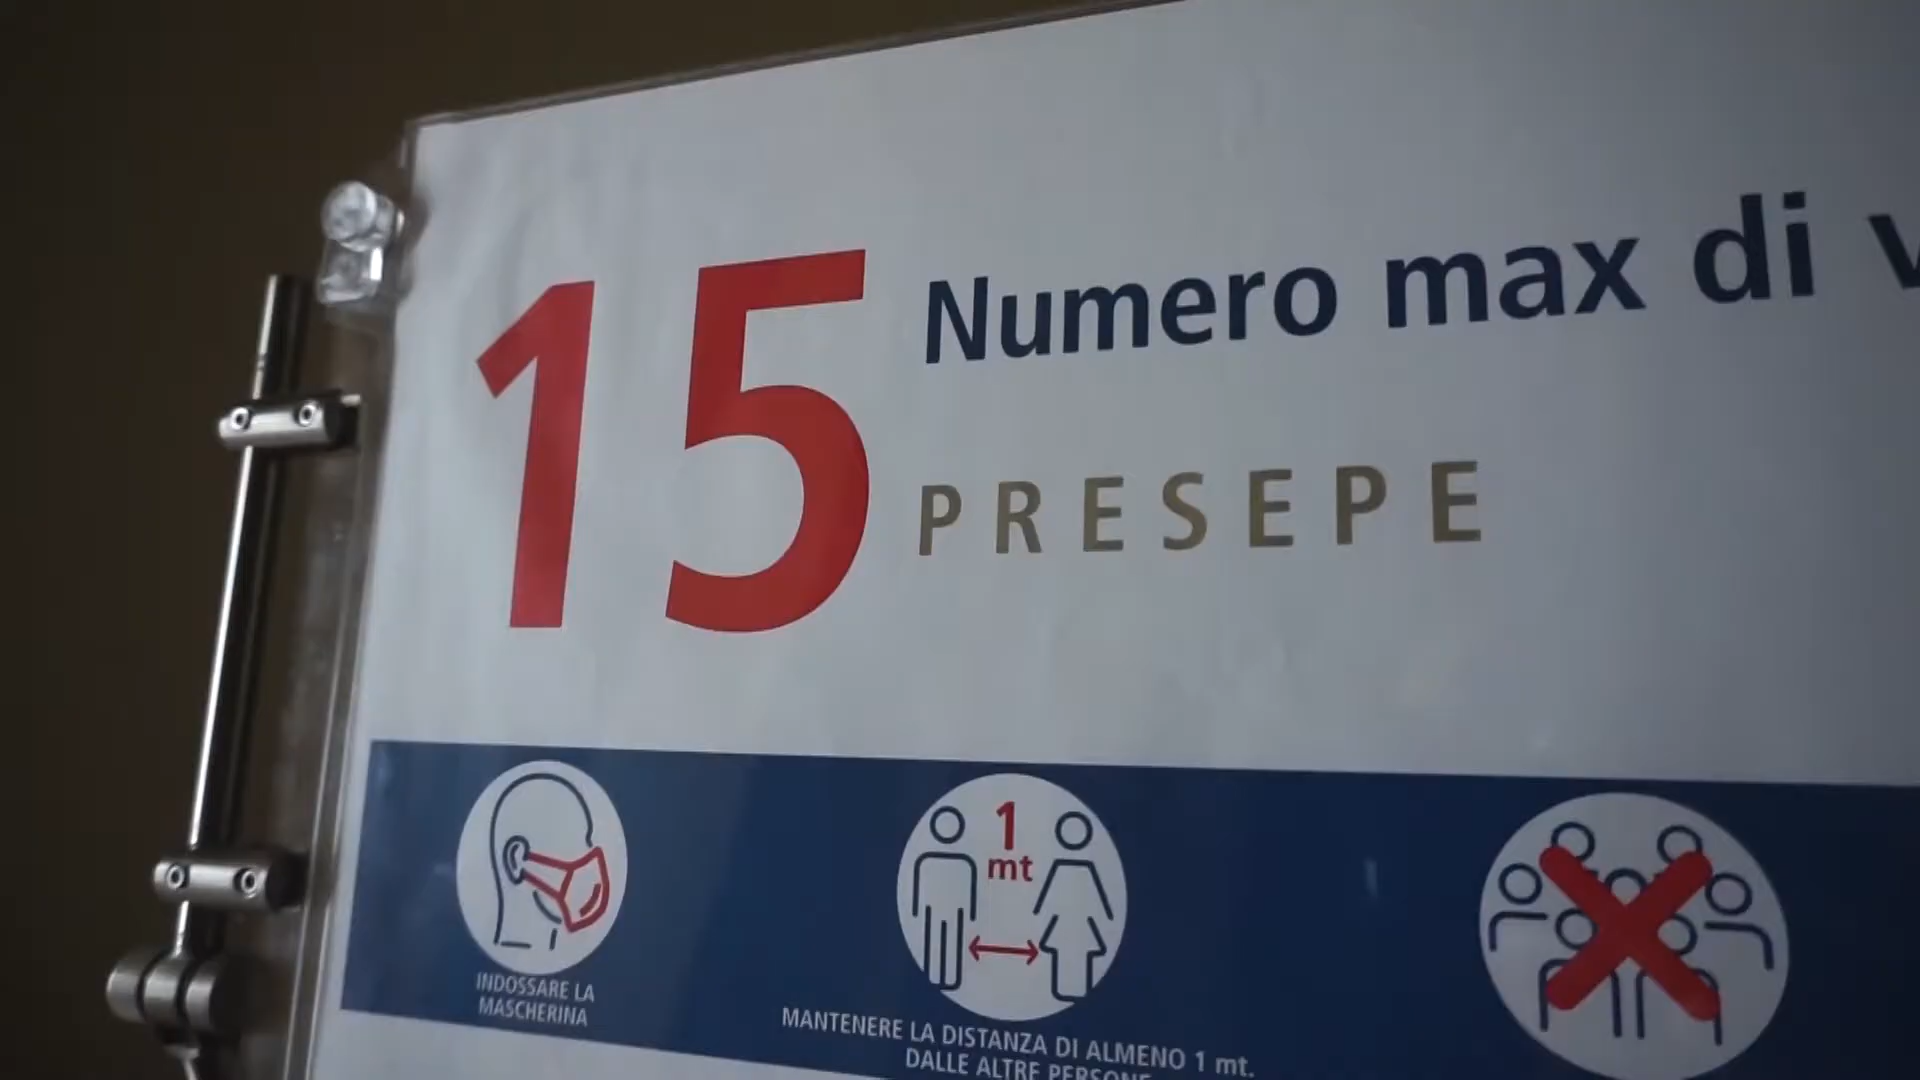 15
Numero max di v
PRESEPE
1
mt
INDOSSARE LA
MASCHERINA
MANTENERE LA DISTANZA DI ALMENO 1 mt.
DALLE ALTRE PERSONE